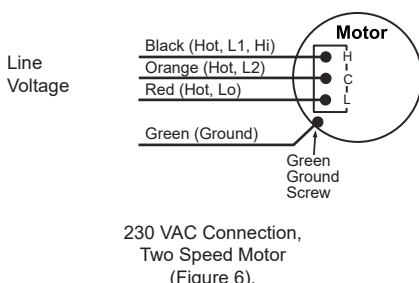 Motor
Line
Voltage
Black (Hot, L1, Hi)
H
Orange (Hot, L2)
C
Red (Hot, Lo)
L
Green (Ground)
Green
Ground
Screw
230 VAC Connection,
Two Speed Motor
(Figure 6).